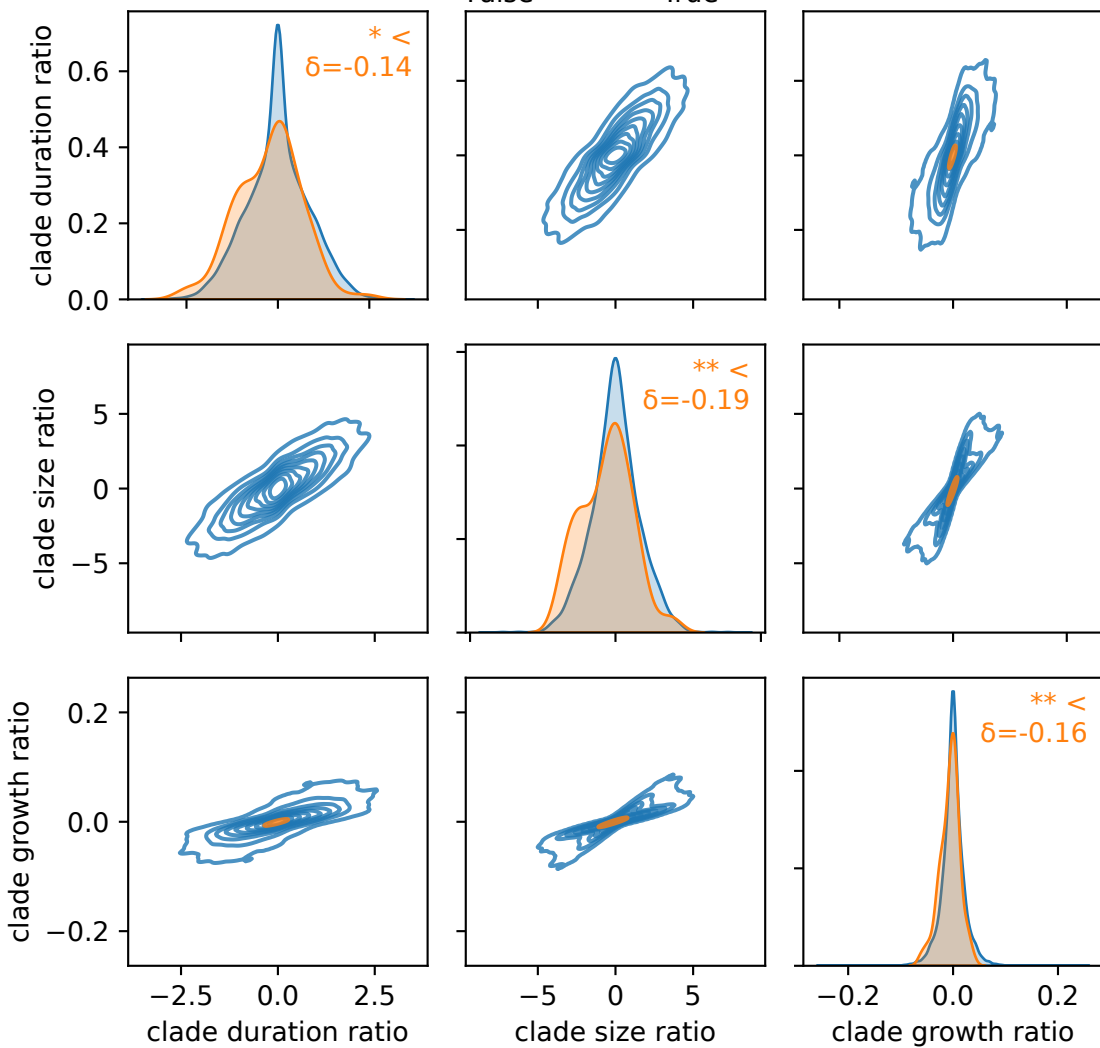 clade duration ratio
0.6
0.4
0.2
0.0
* <
δ=-0.14
clade size ratio
5
0
−5
** <
δ=-0.19
clade growth ratio
0.2
0.0
−0.2
** <
δ=-0.16
−2.5 0.0 2.5
clade duration ratio
−5 0 5
clade size ratio
−0.2 0.0 0.2
clade growth ratio